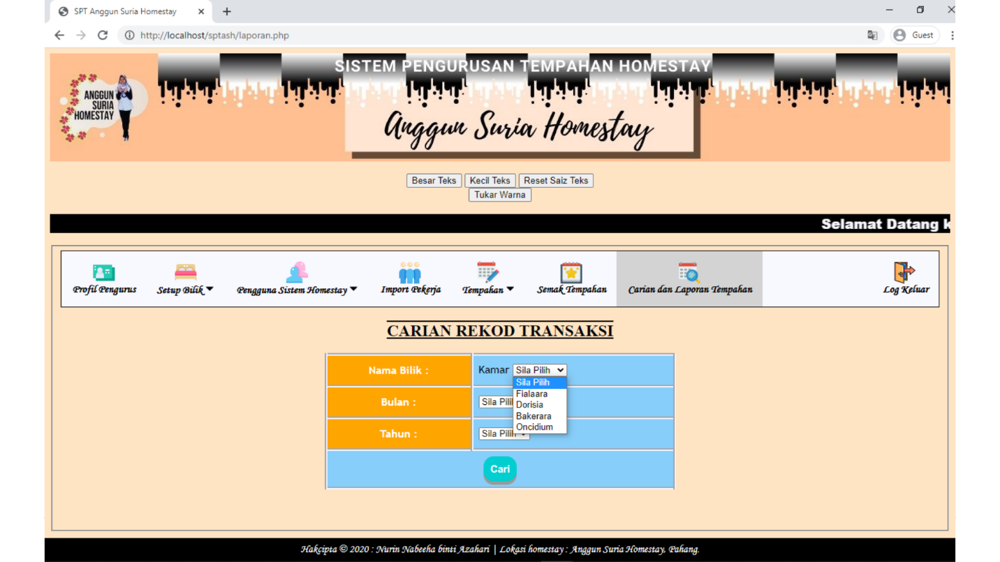 SPT Anggun Suria Homestay
http://localhost/sptash/laporan.php
Guest
SISTEM PENGURUSAN TEMPAHAN HOMESTAY
ANGGUN
SURIA
HOMESTAY
Anggun Suria Homestay
Besar Teks Kecil Teks Reset Saiz Teks
Tukar Warna
Selamat Datang k
Profil Pengurus Setup Bilik Pengguna Sistem Homestay Import Pekerja Tempahan Semak Tempahan Carian dan Laporan Tempahan Log Keluar
CARIAN REKOD TRANSAKSI
Nama Bilik : Kamar Sila Pilih
Sila Pilih
Fialaara
Dorisia
Bakerara
Oncidium
Bulan : Sila Pili
Tahun : Sila Pilih
Cari
Hakcipta © 2020 : Nurin Nabeeha binti Azahari | Lokasi homestay : Anggun Suria Homestay, Pahang.